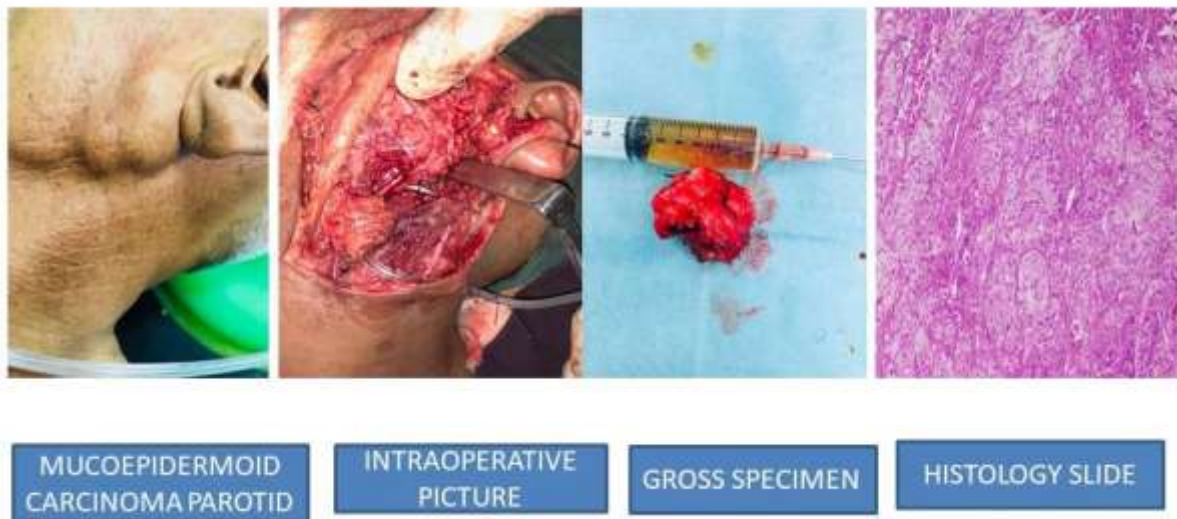 MUCOEPIDERMOID
CARCINOMA PAROTID
INTRAOPERATIVE
PICTURE
GROSS SPECIMEN
HISTOLOGY SLIDE